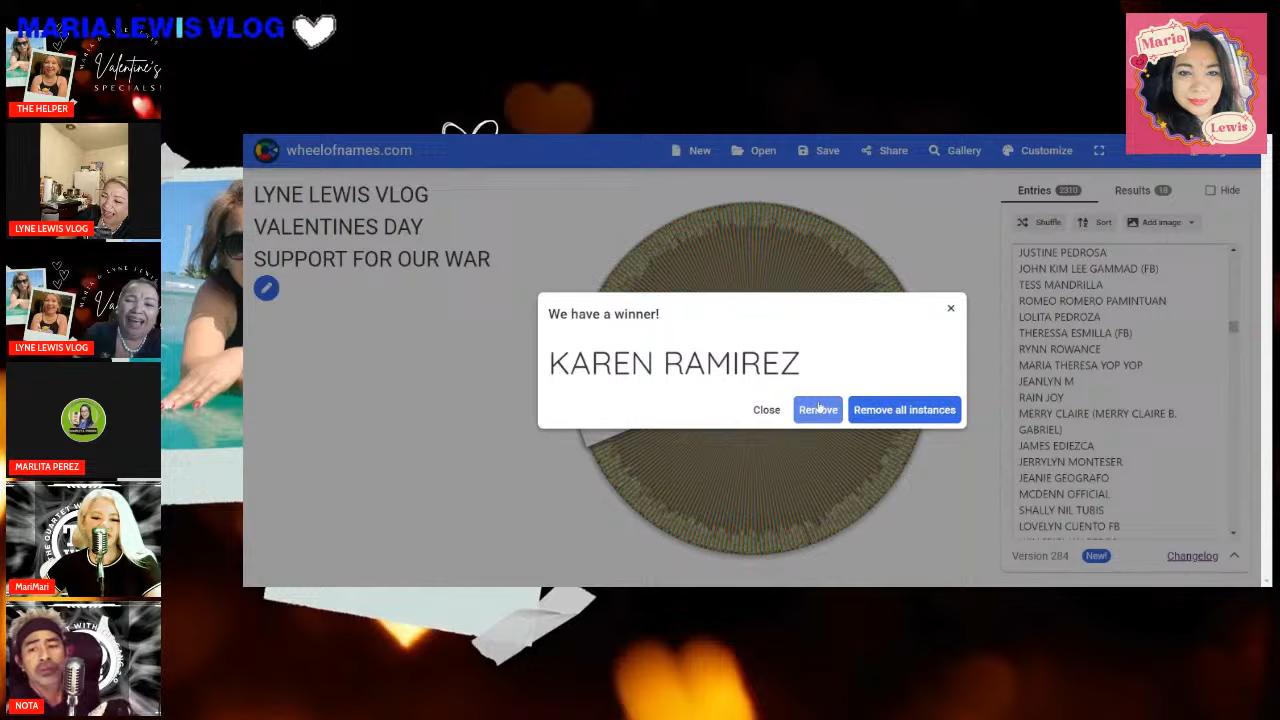 MARIA LEWIS VLOG
Valentine's
SPECIALS!
THE HELPER
LYNE LEWIS VLOG
LYNE LEWIS VLOG
MARLITA PEREZ
MariMari
NOTA
Maria
Lewis
wheelofnames.com
New
Open
Save
Share
Gallery
Customize
LYNE LEWIS VLOG
VALENTINES DAY
SUPPORT FOR OUR WAR
We have a winner!
×
KAREN RAMIREZ
Close
Remove
Remove all instances
Entries 2310
Results 18
Hide
Shuffle
Sort
Add image
JUSTINE PEDROSA
JOHN KIM LEE GAMMAD (FB)
TESS MANDRILLA
ROMEO ROMERO PAMINTUAN
LOLITA PEDROZA
THERESSA ESMILLA (FB)
RYNN ROWANCE
MARIA THERESA YOP YOP
JEANLYN M
RAIN JOY
MERRY CLAIRE (MERRY CLAIRE B.
GABRIEL)
JAMES EDIEZCA
JERRYLYN MONTESER
JEANIE GEOGRAFO
MCDENN OFFICIAL
SHALLY NIL TUBIS
LOVELYN CUENTO FB
Version 284
New!
Changelog